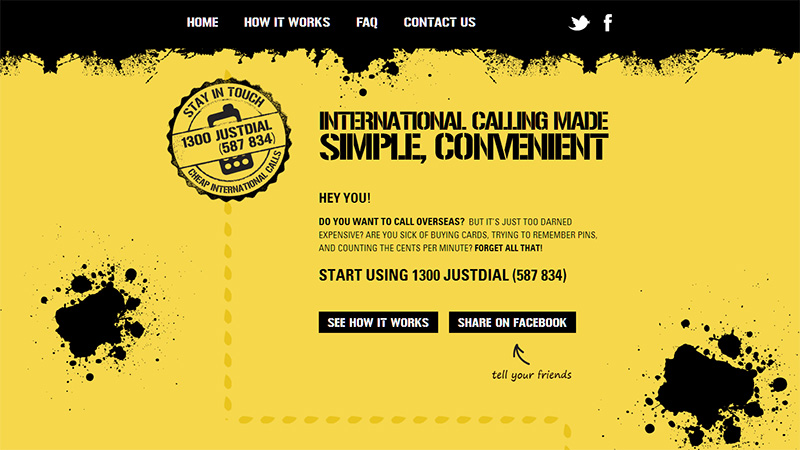 HOME HOW IT WORKS FAQ CONTACT US
STAY IN TOUCH
1300 JUSTDIAL
(587 834)
CHEAP INTERNATIONAL CALLS
INTERNATIONAL CALLING MADE
SIMPLE, CONVENIENT
HEY YOU!
DO YOU WANT TO CALL OVERSEAS? BUT IT'S JUST TOO DARNED
EXPENSIVE? ARE YOU SICK OF BUYING CARDS, TRYING TO REMEMBER PINS,
AND COUNTING THE CENTS PER MINUTE? FORGET ALL THAT!
START USING 1300 JUSTDIAL (587 834)
SEE HOW IT WORKS SHARE ON FACEBOOK
tell your friends